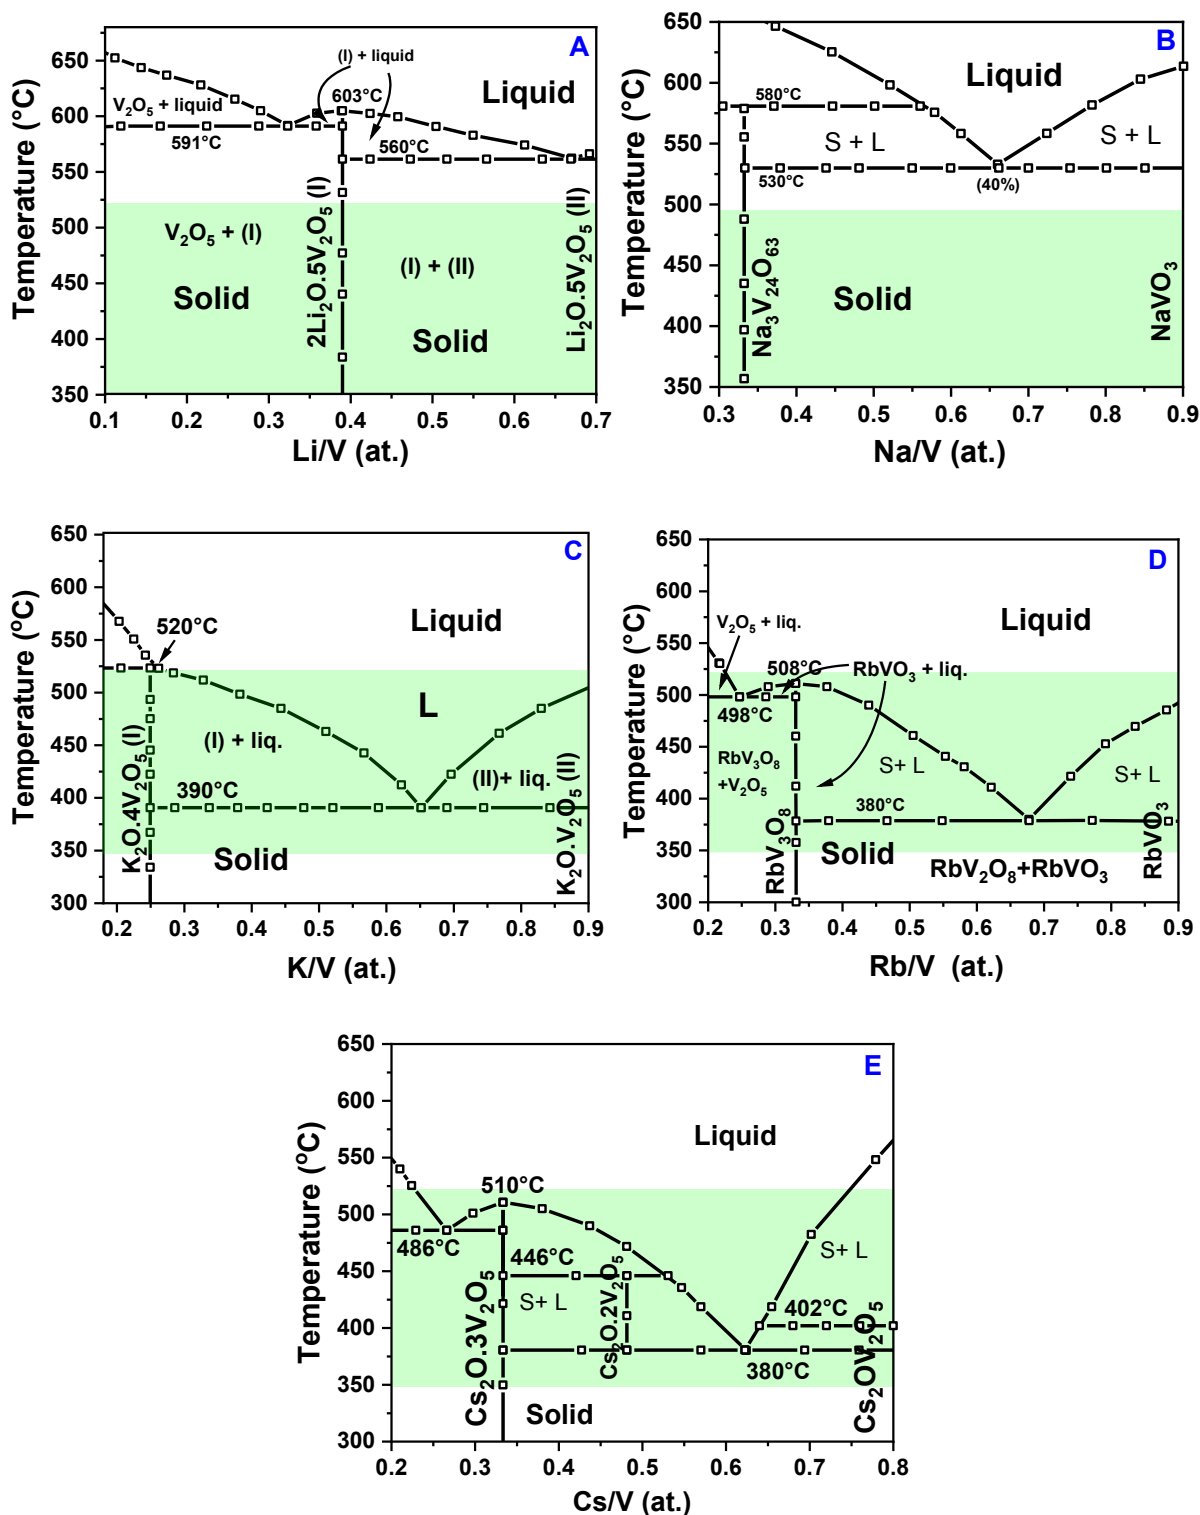 A
Temperature (°C)
650
600
550
500
450
400
350
(I) + liquid
Liquid
V₂O₅ + liquid
603°C
591°C
560°C
V₂O₅ + (I)
(I) + (II)
Solid
Solid
2Li₂O.5V₂O₅ (I)
Li₂O.5V₂O₅ (II)
0.1 0.2 0.3 0.4 0.5 0.6 0.7
Li/V (at.)
B
Temperature (°C)
650
600
550
500
450
400
350
Liquid
580°C
S + L
S + L
530°C
(40%)
Solid
Na₃V₂₄O₆₃
NaVO₃
0.3 0.4 0.5 0.6 0.7 0.8 0.9
Na/V (at.)
C
Temperature (°C)
650
600
550
500
450
400
350
300
Liquid
520°C
L
(I) + liq.
(II)+ liq.
390°C
Solid
K₂O.4V₂O₅ (I)
K₂O.V₂O₅ (II)
0.2 0.3 0.4 0.5 0.6 0.7 0.8 0.9
K/V (at.)
D
Temperature (°C)
650
600
550
500
450
400
350
300
Liquid
V₂O₅ + liq.
508°C
RbVO₃ + liq.
498°C
RbV₃O₈
+V₂O₅
S+ L
S+ L
380°C
Solid
RbV₂O₈+RbVO₃
RbV₃O₈
RbVO₃
0.2 0.3 0.4 0.5 0.6 0.7 0.8 0.9
Rb/V (at.)
E
Temperature (°C)
650
600
550
500
450
400
350
300
Liquid
510°C
486°C
446°C
S+ L
S+ L
402°C
380°C
Solid
Cs₂O.3V₂O₅
Cs₂O.2V₂O₅
Cs₂OV₂O₅
0.2 0.3 0.4 0.5 0.6 0.7 0.8
Cs/V (at.)